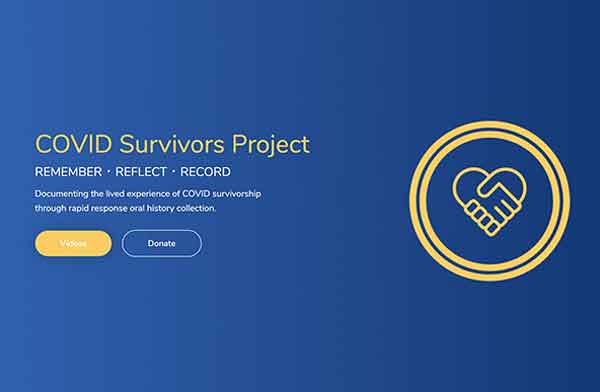 COVID Survivors Project
REMEMBER · REFLECT · RECORD
Documenting the lived experience of COVID survivorship
through rapid response oral history collection.
Videos
Donate